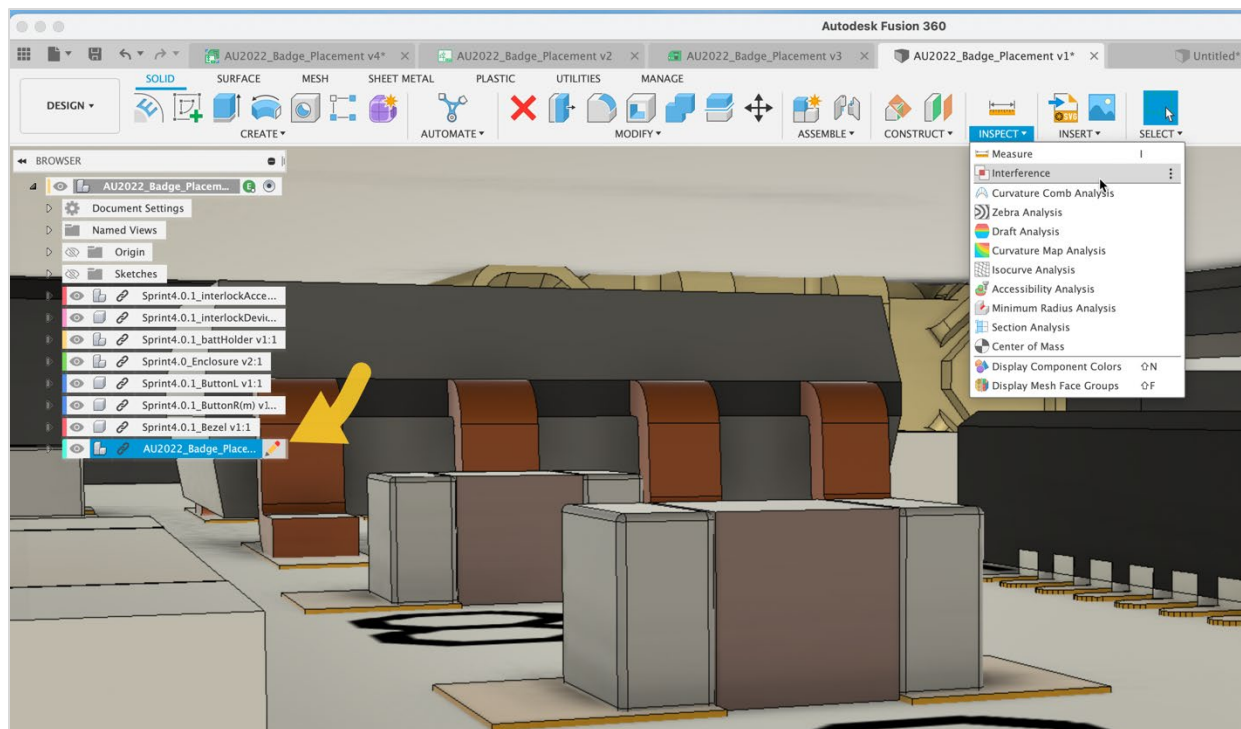 Autodesk Fusion 360
AU2022_Badge_Placement v4*
AU2022_Badge_Placement v2
AU2022_Badge_Placement v3
AU2022_Badge_Placement v1*
Untitled*
DESIGN
SOLID SURFACE MESH SHEET METAL PLASTIC UTILITIES MANAGE
SVG
CREATE AUTOMATE MODIFY ASSEMBLE CONSTRUCT INSPECT INSERT SELECT
BROWSER
AU2022_Badge_Placem... E
Document Settings
Named Views
Origin
Sketches
Sprint4.0.1_interlockAcce...
Sprint4.0.1_interlockDevic...
Sprint4.0.1_battHolder v1:1
Sprint4.0_Enclosure v2:1
Sprint4.0.1_ButtonL v1:1
Sprint4.0.1_ButtonR(m) v1...
Sprint4.0.1_Bezel v1:1
AU2022_Badge_Place...
Measure I
Interference
Curvature Comb Analysis
Zebra Analysis
Draft Analysis
Curvature Map Analysis
Isocurve Analysis
Accessibility Analysis
Minimum Radius Analysis
Section Analysis
Center of Mass
Display Component Colors ⇧N
Display Mesh Face Groups ⇧F